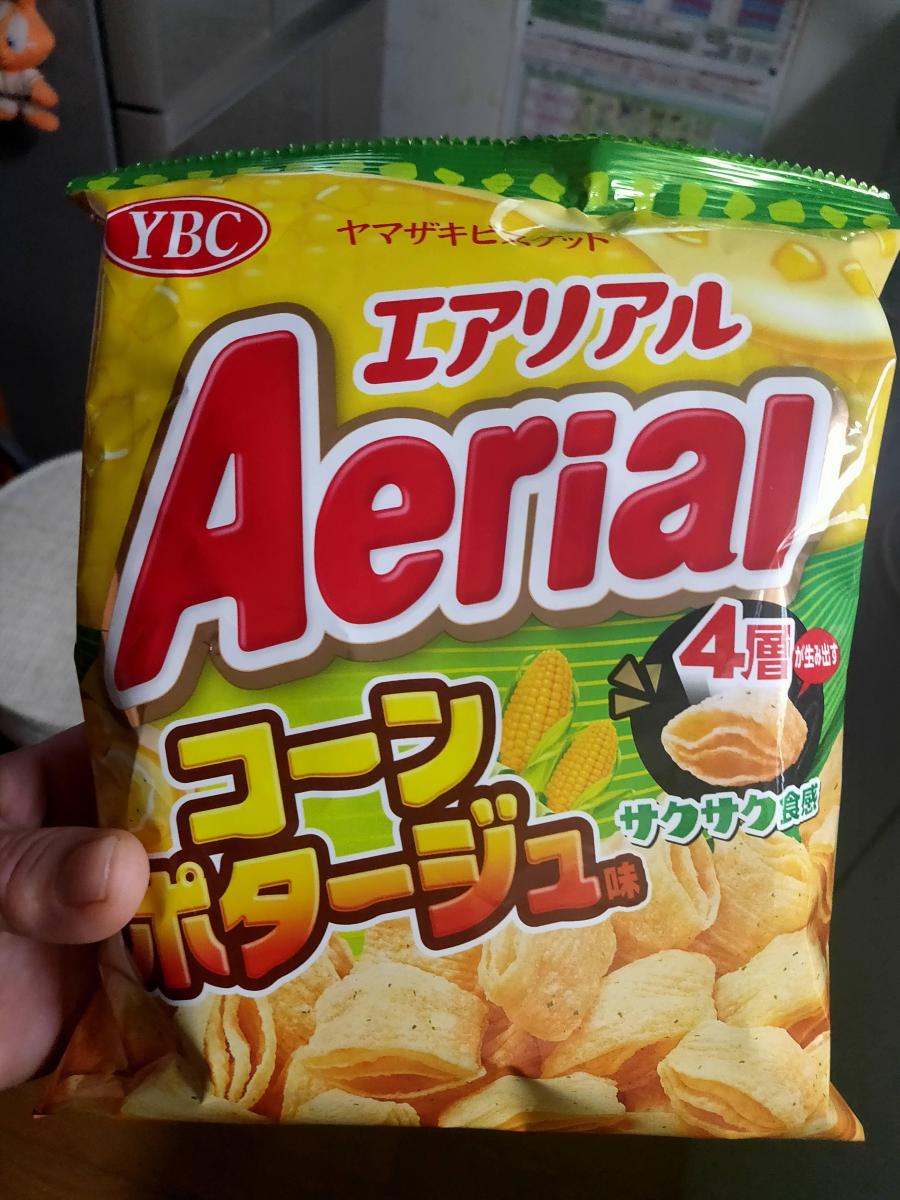 YBC
ヤマザキビスケット
エアリアル
Aerial
4層が生み出す
サクサク食感
コーン
ポタージュ味